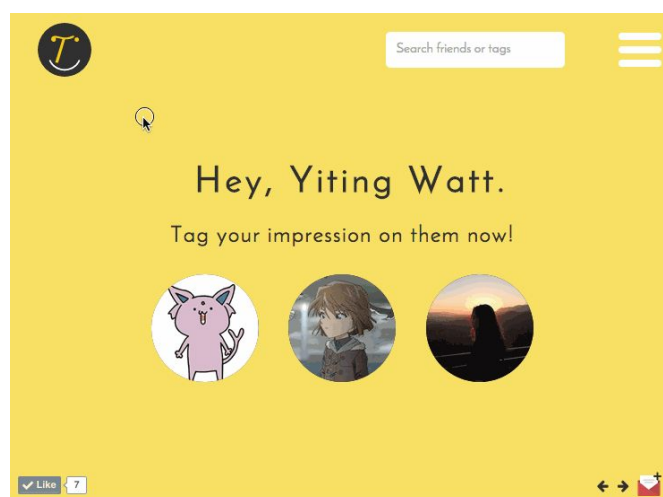 T
Search friends or tags
Hey, Yiting Watt.
Tag your impression on them now!
Like 7